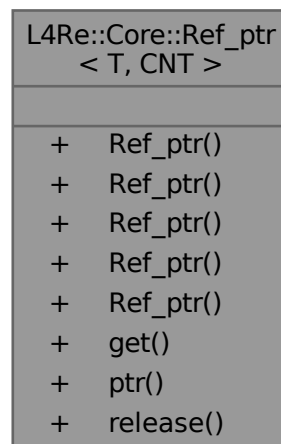 L4Re::Core::Ref_ptr
< T, CNT >
+ Ref_ptr()
+ Ref_ptr()
+ Ref_ptr()
+ Ref_ptr()
+ Ref_ptr()
+ get()
+ ptr()
+ release()